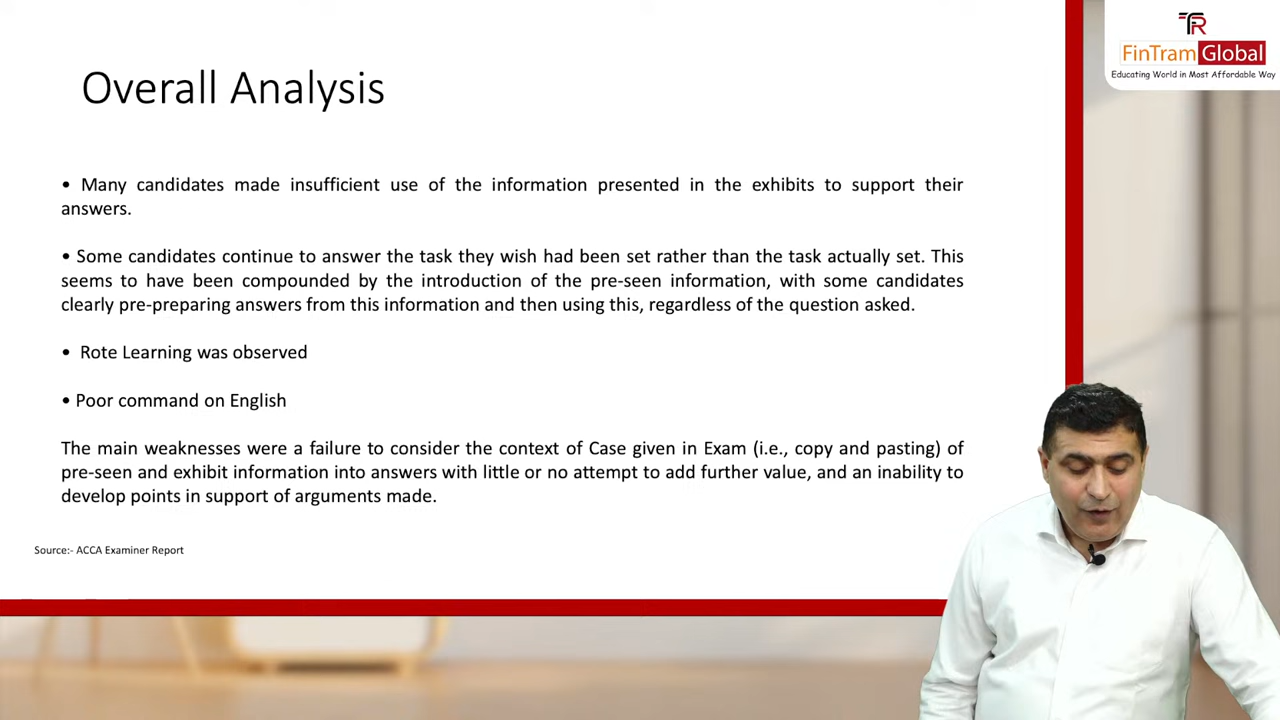 FinTram Global
Educating World in Most Affordable Way
Overall Analysis
• Many candidates made insufficient use of the information presented in the exhibits to support their
answers.
• Some candidates continue to answer the task they wish had been set rather than the task actually set. This
seems to have been compounded by the introduction of the pre-seen information, with some candidates
clearly pre-preparing answers from this information and then using this, regardless of the question asked.
• Rote Learning was observed
• Poor command on English
The main weaknesses were a failure to consider the context of Case given in Exam (i.e., copy and pasting) of
pre-seen and exhibit information into answers with little or no attempt to add further value, and an inability to
develop points in support of arguments made.
Source:- ACCA Examiner Report